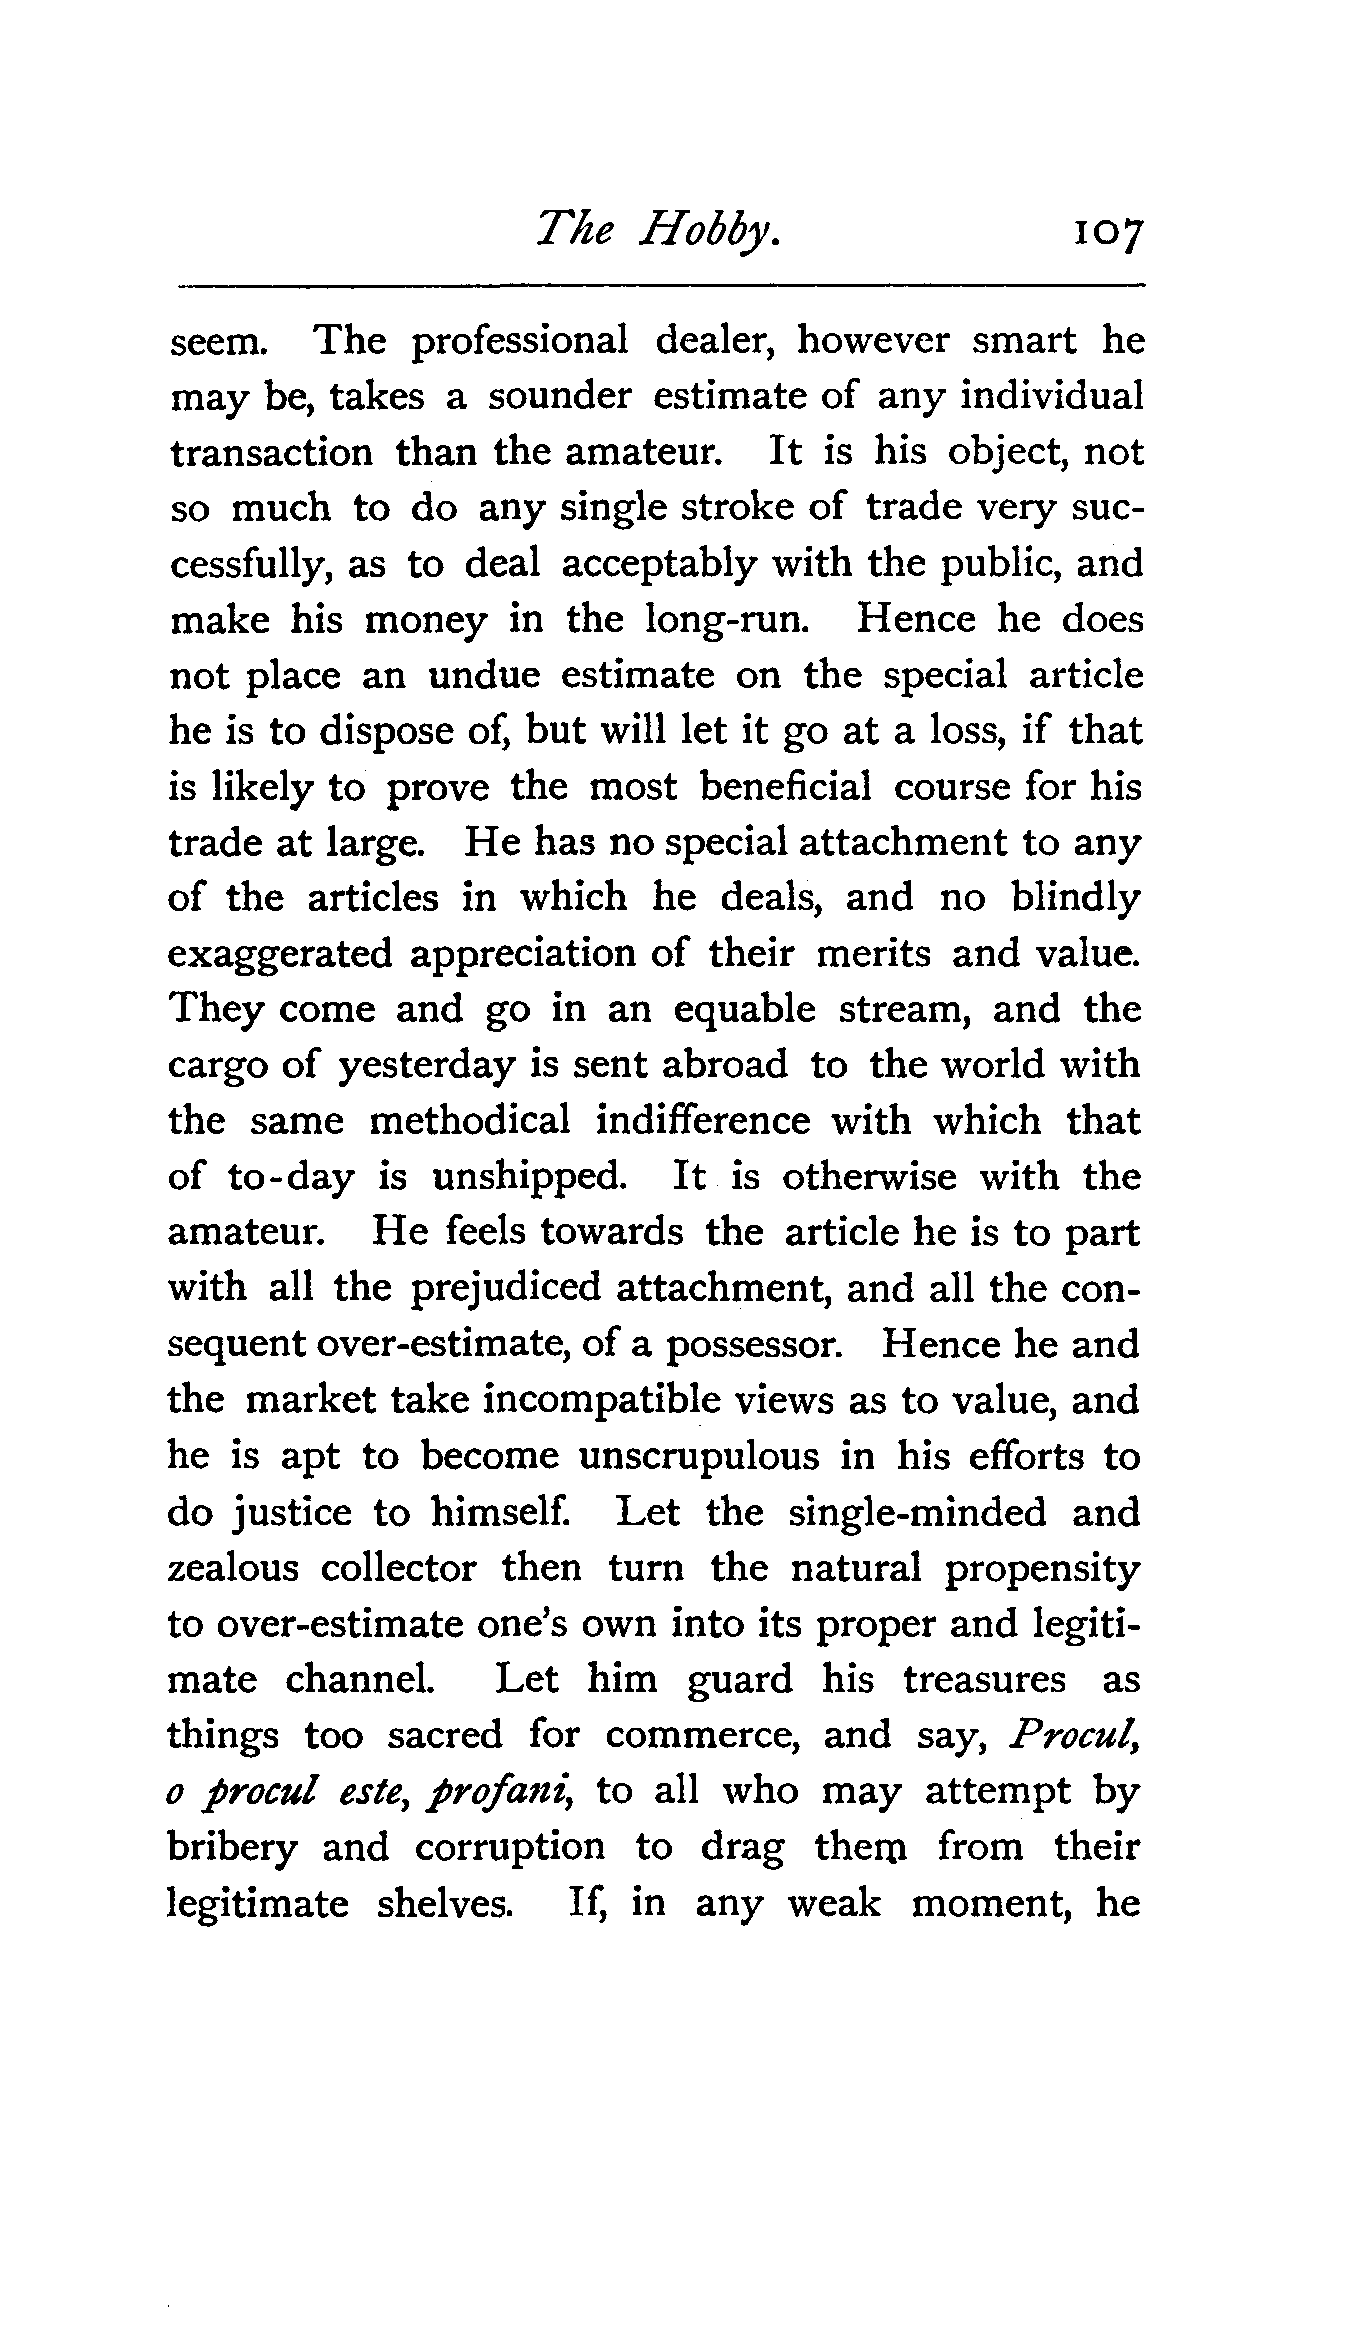 The Hobby. 107
seem. The professional dealer, however smart he
may be, takes a sounder estimate of any individual
transaction than the amateur. It is his object, not
so much to do any single stroke of trade very suc-
cessfully, as to deal acceptably with the public, and
make his money in the long-run. Hence he does
not place an undue estimate on the special article
he is to dispose of, but will let it go at a loss, if that
is likely to prove the most beneficial course for his
trade at large. He has no special attachment to any
of the articles in which he deals, and no blindly
exaggerated appreciation of their merits and value.
They come and go in an equable stream, and the
cargo of yesterday is sent abroad to the world with
the same methodical indifference with which that
of to-day is unshipped. It is otherwise with the
amateur. He feels towards the article he is to part
with all the prejudiced attachment, and all the con-
sequent over-estimate, of a possessor. Hence he and
the market take incompatible views as to value, and
he is apt to become unscrupulous in his efforts to
do justice to himself. Let the single-minded and
zealous collector then turn the natural propensity
to over-estimate one's own into its proper and legiti-
mate channel. Let him guard his treasures as
things too sacred for commerce, and say, Procul,
o procul este, profani, to all who may attempt by
bribery and corruption to drag them from their
legitimate shelves. If, in any weak moment, he